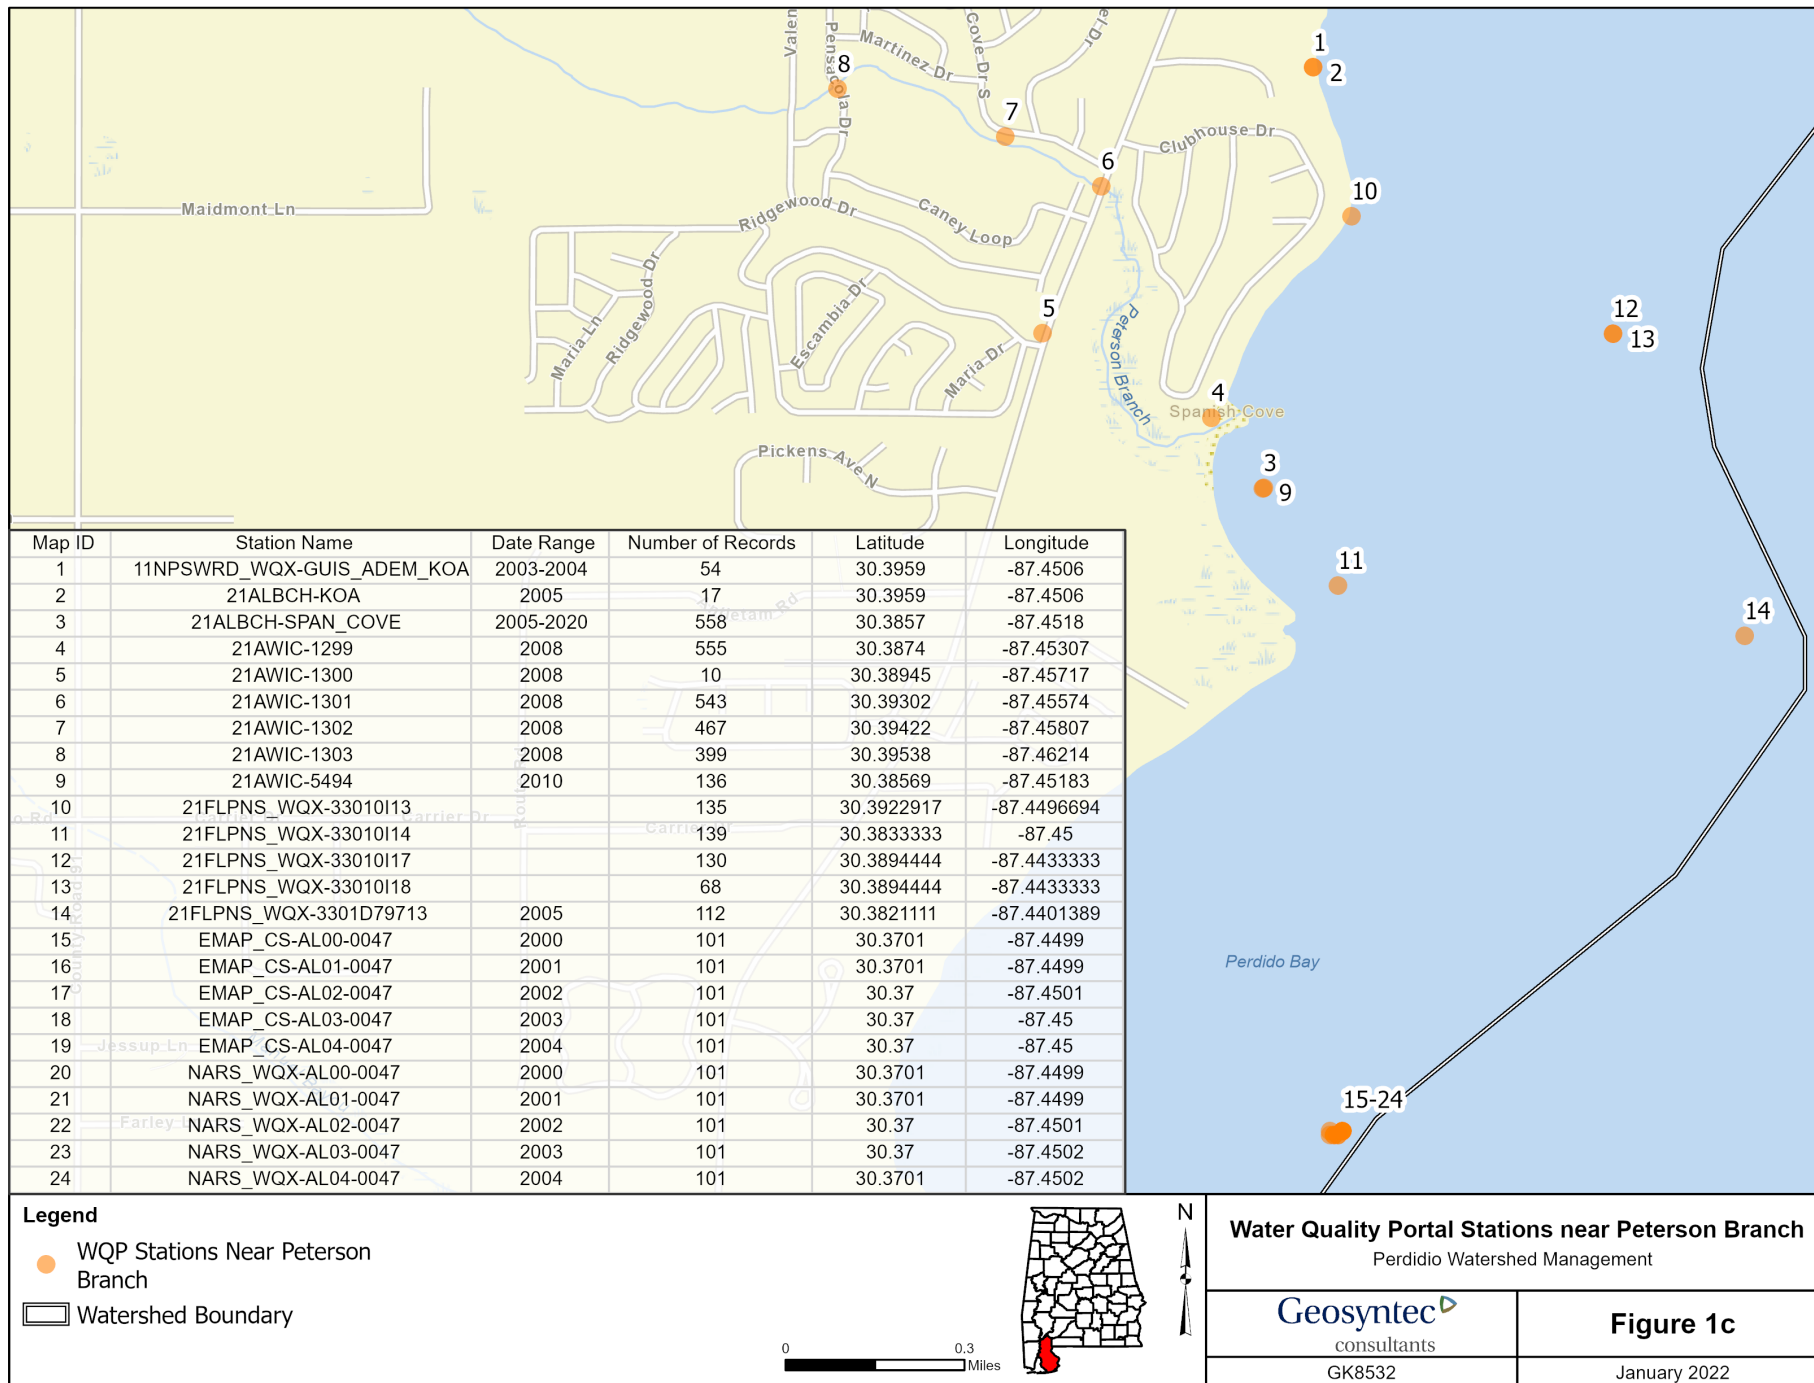 1
2
8
7
6
10
12
13
5
4
3
9
11
14
15-24
Valen
Pensacola Dr
Martinez Dr
Cove Dr S
el Dr
Clubhouse Dr
Maidmont Ln
Ridgewood Dr
Caney Loop
Ridgewood Dr
Maria Ln
Escambia Dr
Maria Dr
Peterson Branch
Spanish Cove
Pickens Ave N
Perdido Bay
Antietam Rd
o Rd
Carrier Dr
Carrier Dr
Carrier Dr
County Road 91
Jessup Ln
Map ID Station Name Date Range Number of Records Latitude Longitude
1 11NPSWRD_WQX-GUIS_ADEM_KOA 2003-2004 54 30.3959 -87.4506
2 21ALBCH-KOA 2005 17 30.3959 -87.4506
3 21ALBCH-SPAN_COVE 2005-2020 558 30.3857 -87.4518
4 21AWIC-1299 2008 555 30.3874 -87.45307
5 21AWIC-1300 2008 10 30.38945 -87.45717
6 21AWIC-1301 2008 543 30.39302 -87.45574
7 21AWIC-1302 2008 467 30.39422 -87.45807
8 21AWIC-1303 2008 399 30.39538 -87.46214
9 21AWIC-5494 2010 136 30.38569 -87.45183
10 21FLPNS_WQX-33010I13 135 30.3922917 -87.4496694
11 21FLPNS_WQX-33010I14 139 30.3833333 -87.45
12 21FLPNS_WQX-33010I17 130 30.3894444 -87.4433333
13 21FLPNS_WQX-33010I18 68 30.3894444 -87.4433333
14 21FLPNS_WQX-3301D79713 2005 112 30.3821111 -87.4401389
15 EMAP_CS-AL00-0047 2000 101 30.3701 -87.4499
16 EMAP_CS-AL01-0047 2001 101 30.3701 -87.4499
17 EMAP_CS-AL02-0047 2002 101 30.37 -87.4501
18 EMAP_CS-AL03-0047 2003 101 30.37 -87.45
19 EMAP_CS-AL04-0047 2004 101 30.37 -87.45
20 NARS_WQX-AL00-0047 2000 101 30.3701 -87.4499
21 NARS_WQX-AL01-0047 2001 101 30.3701 -87.4499
22 NARS_WQX-AL02-0047 2002 101 30.37 -87.4501
23 NARS_WQX-AL03-0047 2003 101 30.37 -87.4502
24 NARS_WQX-AL04-0047 2004 101 30.3701 -87.4502
Legend
WQP Stations Near Peterson
Branch
Watershed Boundary
0 0.3
Miles
N
Water Quality Portal Stations near Peterson Branch
Perdidio Watershed Management
Geosyntec
consultants
Figure 1c
GK8532
January 2022